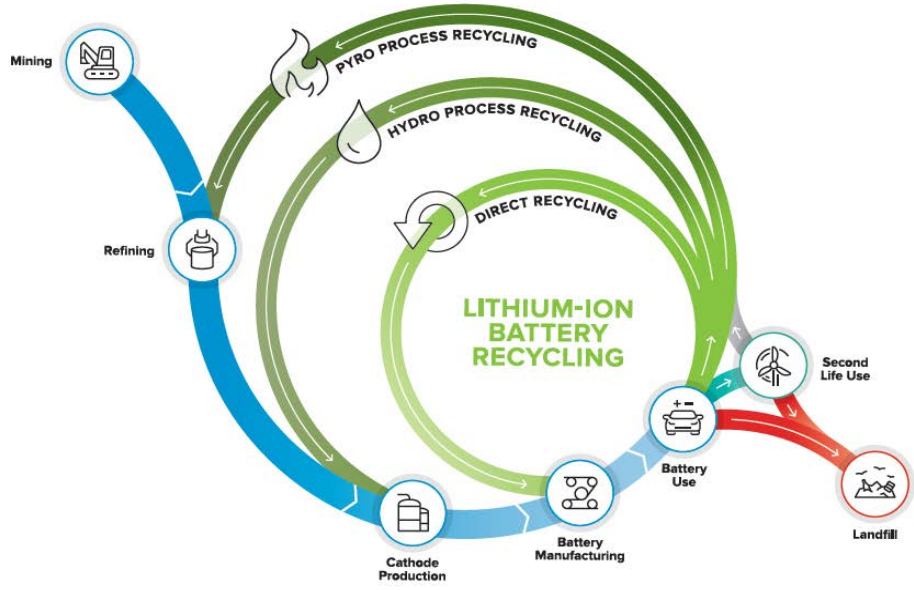 Mining
PYRO PROCESS RECYCLING
HYDRO PROCESS RECYCLING
DIRECT RECYCLING
Refining
LITHIUM-ION
BATTERY
RECYCLING
Second
Life Use
+ -
Battery
Use
Landfill
Battery
Manufacturing
Cathode
Production